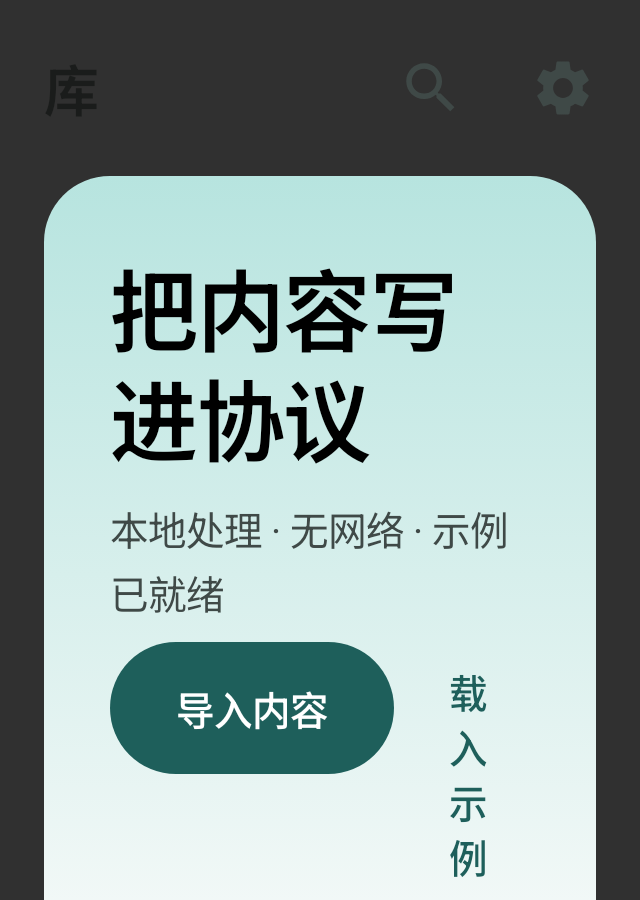 库
把内容写
进协议
本地处理 · 无网络 · 示例
已就绪
导入内容
载
入
示
例